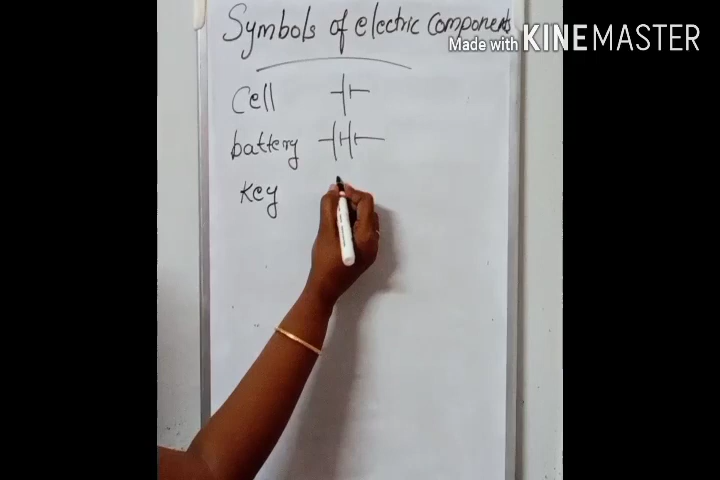 Symbols of electric components
Made with KINEMASTER
Cell
battery
Key